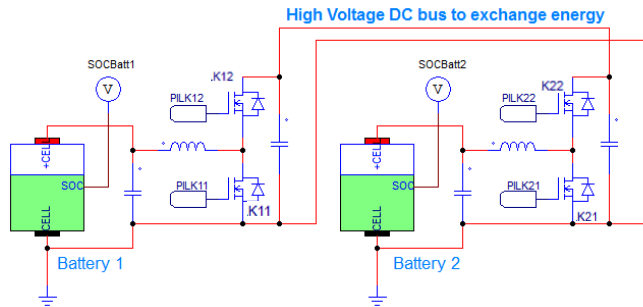 High Voltage DC bus to exchange energy
SOCBatt1
V
.K12
PILK12
+CELL
SOC
CELL
PILK11
.K11
Battery 1
SOCBatt2
V
K22
PILK22
+CELL
SOC
CELL
PILK21
.K21
Battery 2